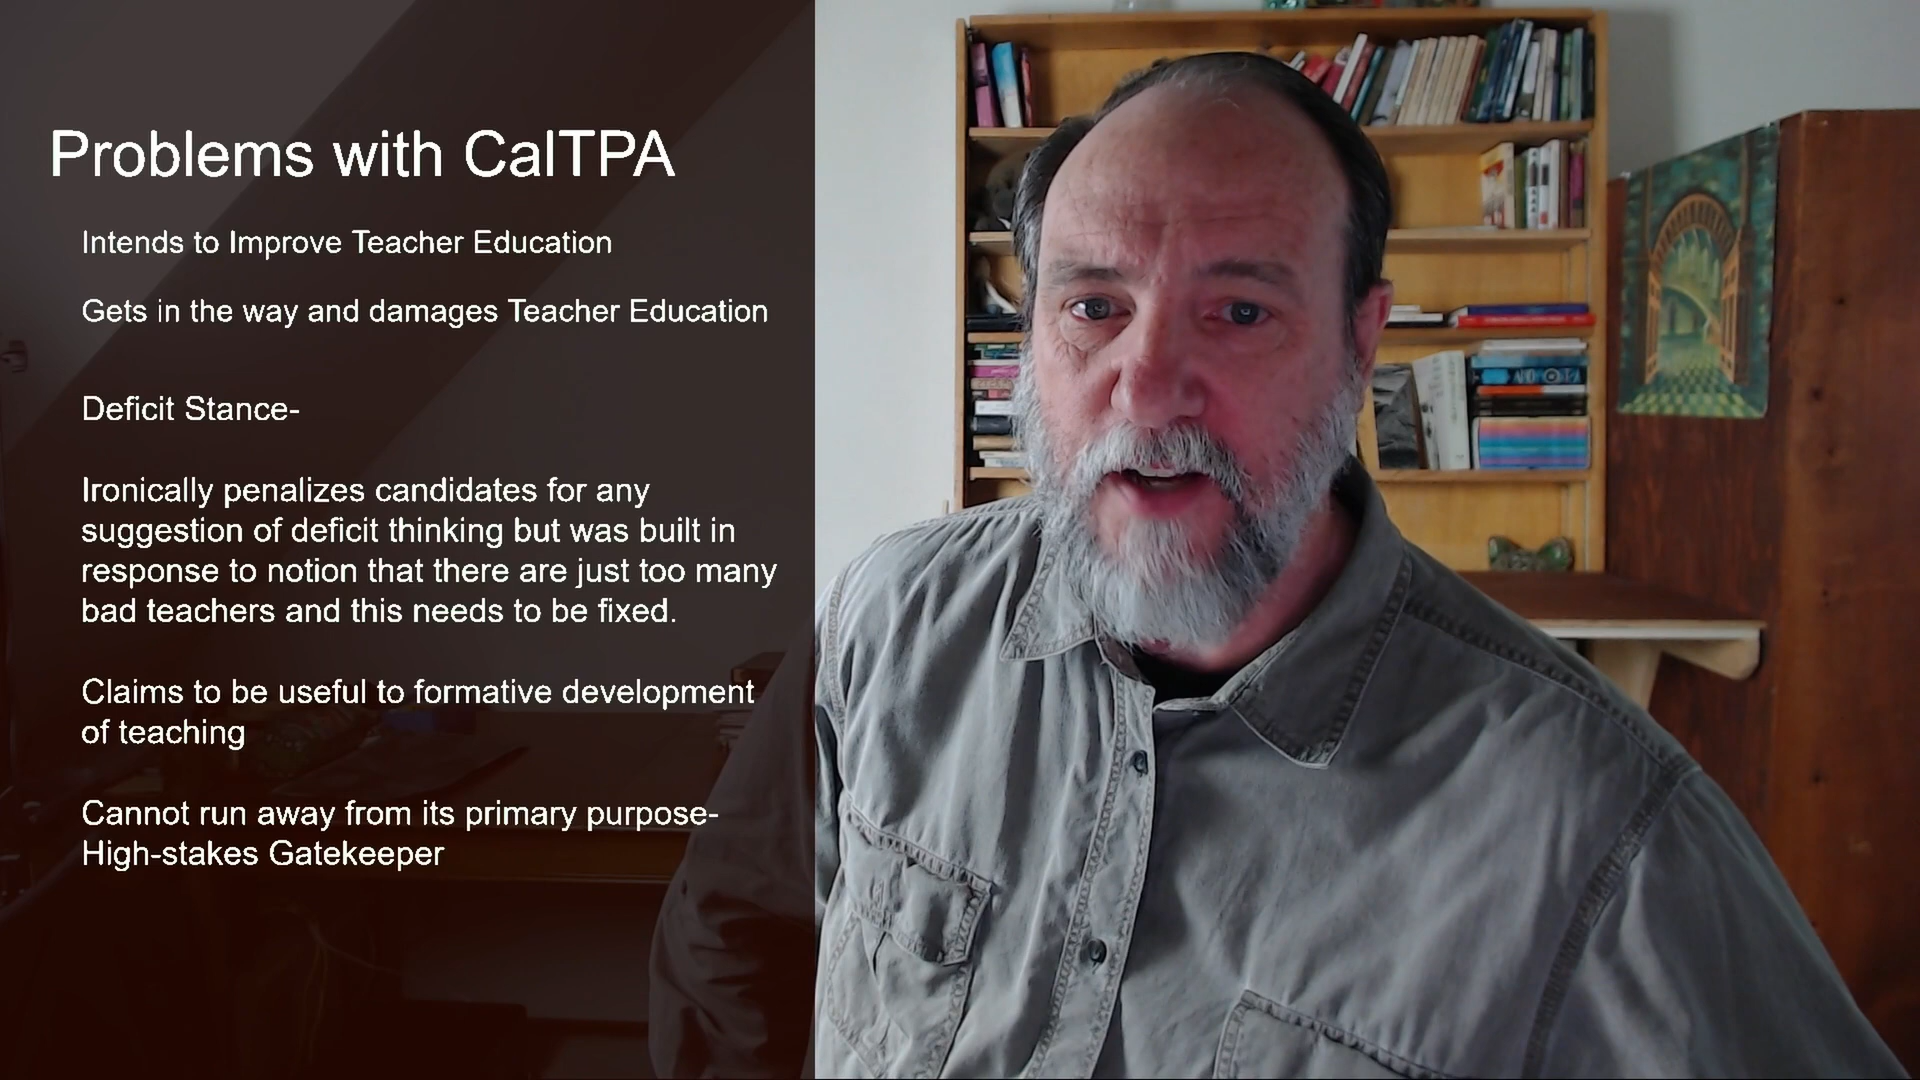 Problems with CalTPA
Intends to Improve Teacher Education
Gets in the way and damages Teacher Education
Deficit Stance-
Ironically penalizes candidates for any
suggestion of deficit thinking but was built in
response to notion that there are just too many
bad teachers and this needs to be fixed.
Claims to be useful to formative development
of teaching
Cannot run away from its primary purpose-
High-stakes Gatekeeper